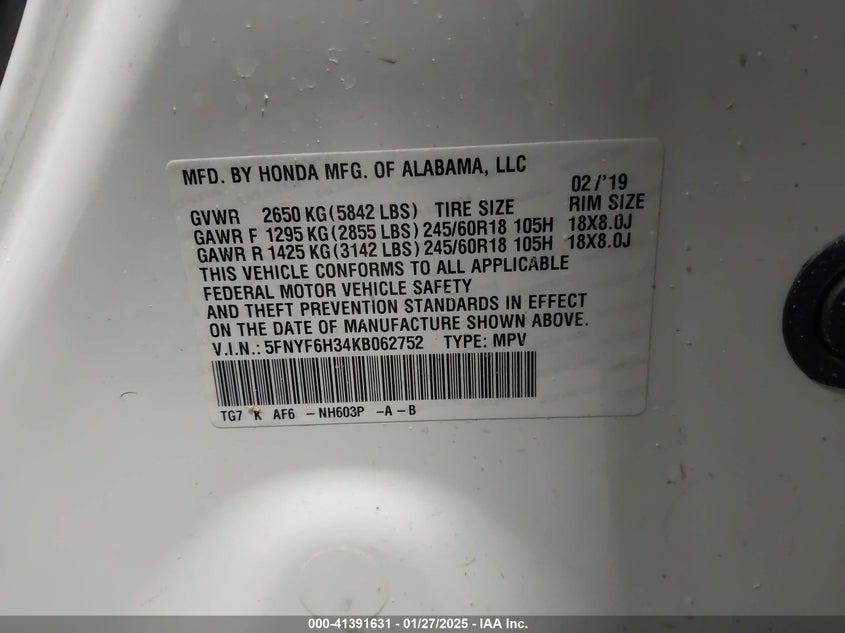 MFD. BY HONDA MFG. OF ALABAMA, LLC
02 /'19
GVWR 2650 KG (5842 LBS) TIRE SIZE RIM SIZE
GAWR F 1295 KG (2855 LBS) 245/60R18 105H 18X8.0J
GAWR R 1425 KG (3142 LBS) 245/60R18 105H 18X8.0J
THIS VEHICLE CONFORMS TO ALL APPLICABLE
FEDERAL MOTOR VEHICLE SAFETY
AND THEFT PREVENTION STANDARDS IN EFFECT
ON THE DATE OF MANUFACTURE SHOWN ABOVE.
V.I.N.: 5FNYF6H34KB062752 TYPE: MPV
TG7 K AF6 - NH603P -A-B
000-41391631 - 01/27/2025 - IAA Inc.